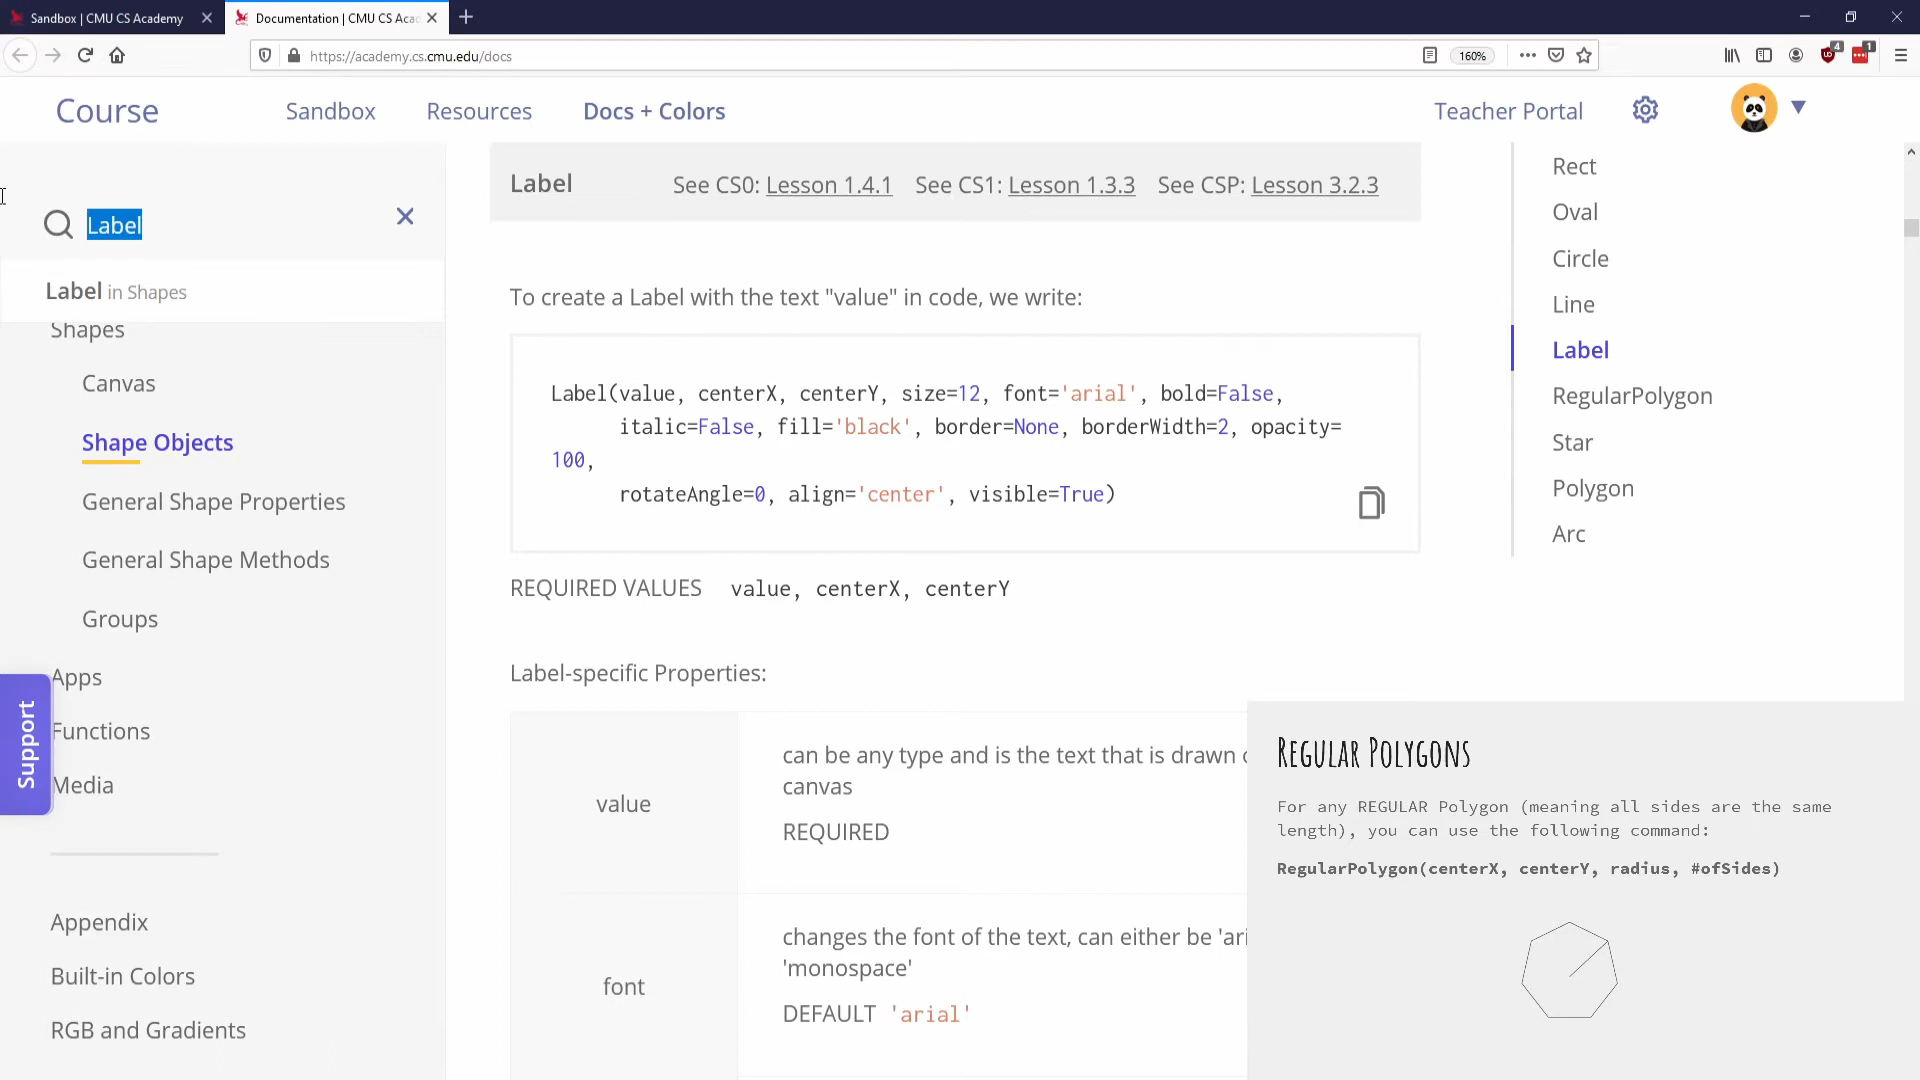 Sandbox | CMU CS Academy
Documentation | CMU CS Aca
https://academy.cs.cmu.edu/docs
160%
4
1
Course
Sandbox
Resources
Docs + Colors
Teacher Portal
Label
Label in Shapes
Shapes
Canvas
Shape Objects
General Shape Properties
General Shape Methods
Groups
Apps
Functions
Media
Support
Appendix
Built-in Colors
RGB and Gradients
Label See CS0: Lesson 1.4.1 See CS1: Lesson 1.3.3 See CSP: Lesson 3.2.3
To create a Label with the text "value" in code, we write:
Label(value, centerX, centerY, size=12, font='arial', bold=False,
italic=False, fill='black', border=None, borderWidth=2, opacity=
100,
rotateAngle=0, align='center', visible=True)
REQUIRED VALUES value, centerX, centerY
Label-specific Properties:
value
can be any type and is the text that is drawn
canvas
REQUIRED
font
changes the font of the text, can either be 'ari
'monospace'
DEFAULT 'arial'
Rect
Oval
Circle
Line
Label
RegularPolygon
Star
Polygon
Arc
Regular Polygons
For any REGULAR Polygon (meaning all sides are the same
length), you can use the following command:
RegularPolygon(centerX, centerY, radius, #ofSides)